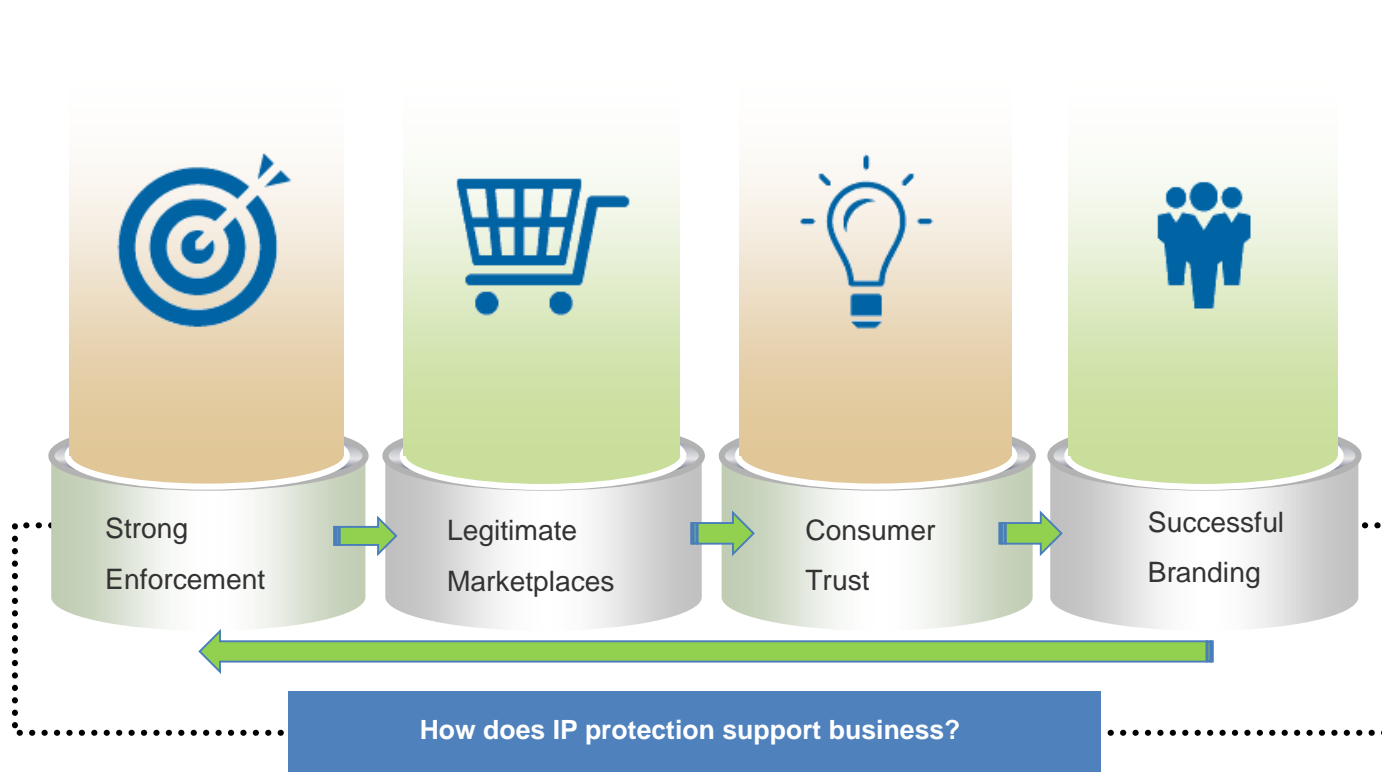 Strong
Enforcement
Legitimate
Marketplaces
Consumer
Trust
Successful
Branding
How does IP protection support business?